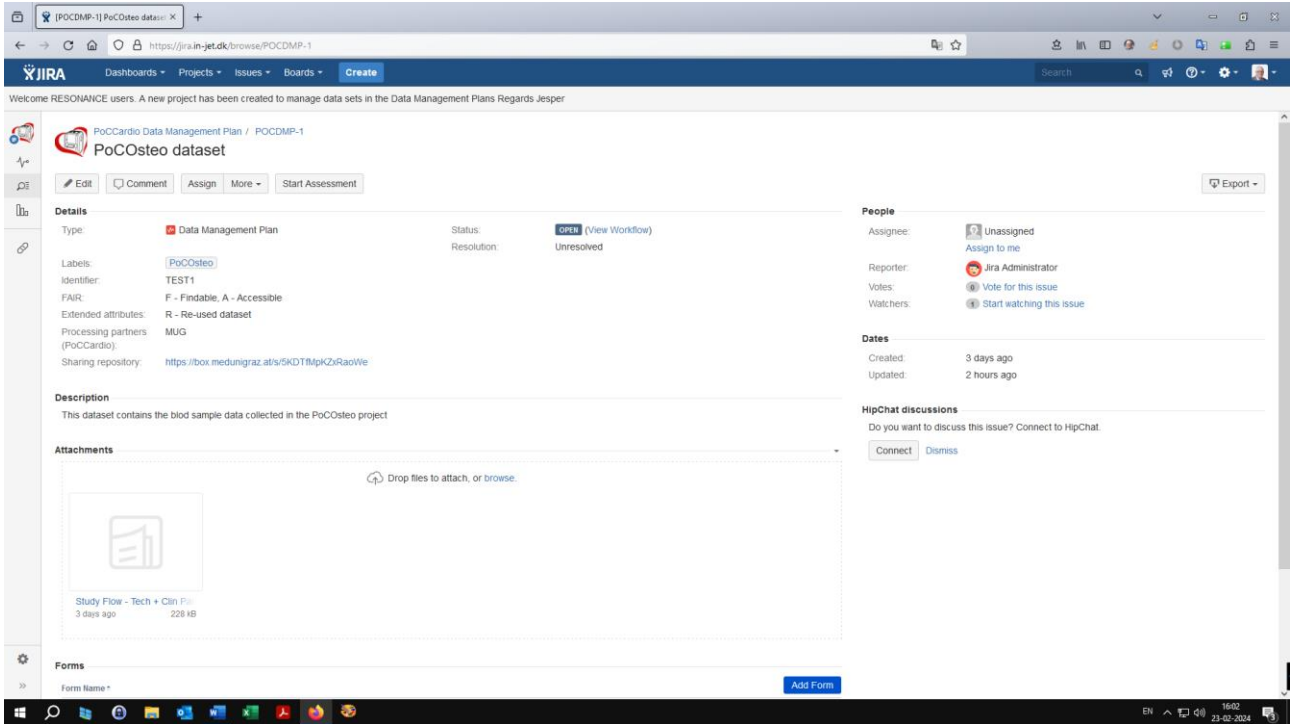 [POCDMP-1] PoCOsteo datase
https://jira.in-jet.dk/browse/POCDMP-1
JIRA Dashboards Projects Issues Boards Create Search
Welcome RESONANCE users. A new project has been created to manage data sets in the Data Management Plans Regards Jesper
PoCCardio Data Management Plan / POCDMP-1
PoCOsteo dataset
Edit Comment Assign More Start Assessment Export
Details
Type: Data Management Plan Status: OPEN (View Workflow)
Resolution: Unresolved
Labels: PoCOsteo
Identifier: TEST1
FAIR: F - Findable, A - Accessible
Extended attributes: R - Re-used dataset
Processing partners (PoCCardio): MUG
Sharing repository:
Description
This dataset contains the blod sample data collected in the PoCOsteo project
Attachments
Drop files to attach, or browse.
Study Flow - Tech + Clin Pa
3 days ago 228 kB
Forms
Form Name * Add Form
People
Assignee: Unassigned
Assign to me
Reporter: Jira Administrator
Votes: 0 Vote for this issue
Watchers: 1 Start watching this issue
Dates
Created: 3 days ago
Updated: 2 hours ago
HipChat discussions
Do you want to discuss this issue? Connect to HipChat.
Connect Dismiss
EN 16:02
23-02-2024